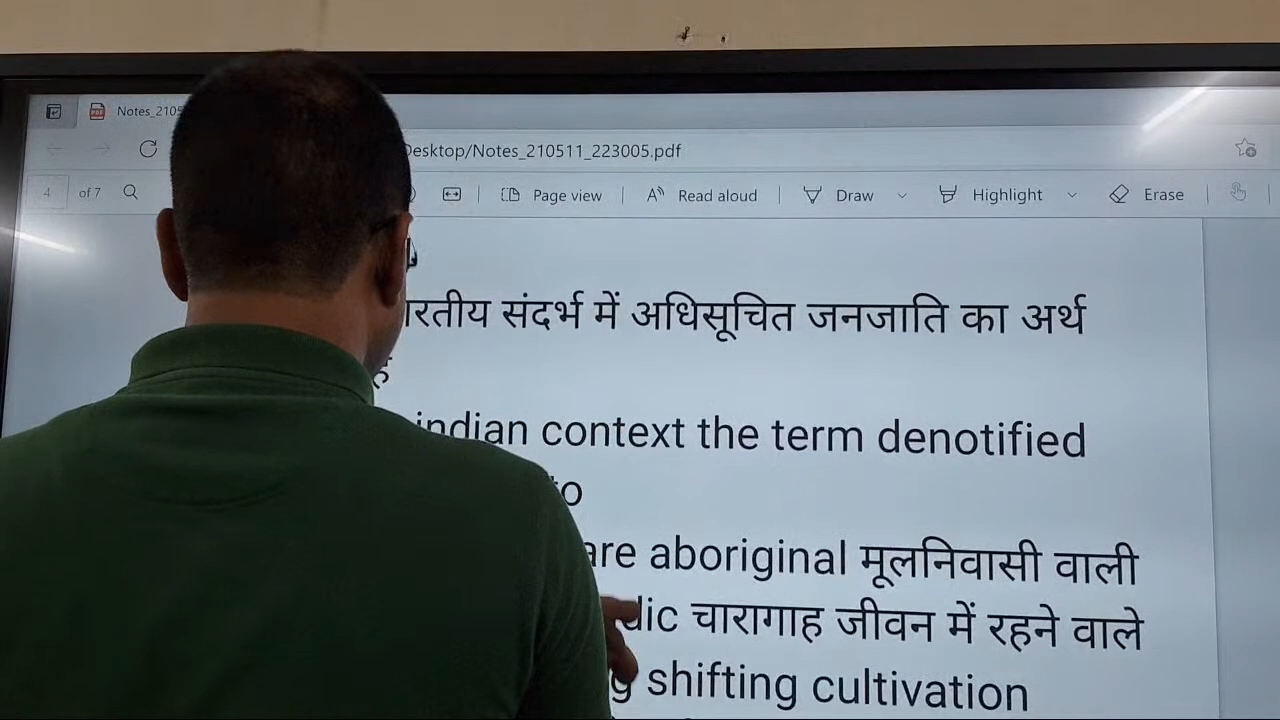 Notes_2105
Desktop/Notes_210511_223005.pdf
4 of 7 Page view Read aloud Draw Highlight Erase
संदर्भ में अधिसूचित जनजाति का अर्थ
indian context the term denotified
to
are aboriginal मूलनिवासी वाली
चारागाह जीवन में रहने वाले
shifting cultivation